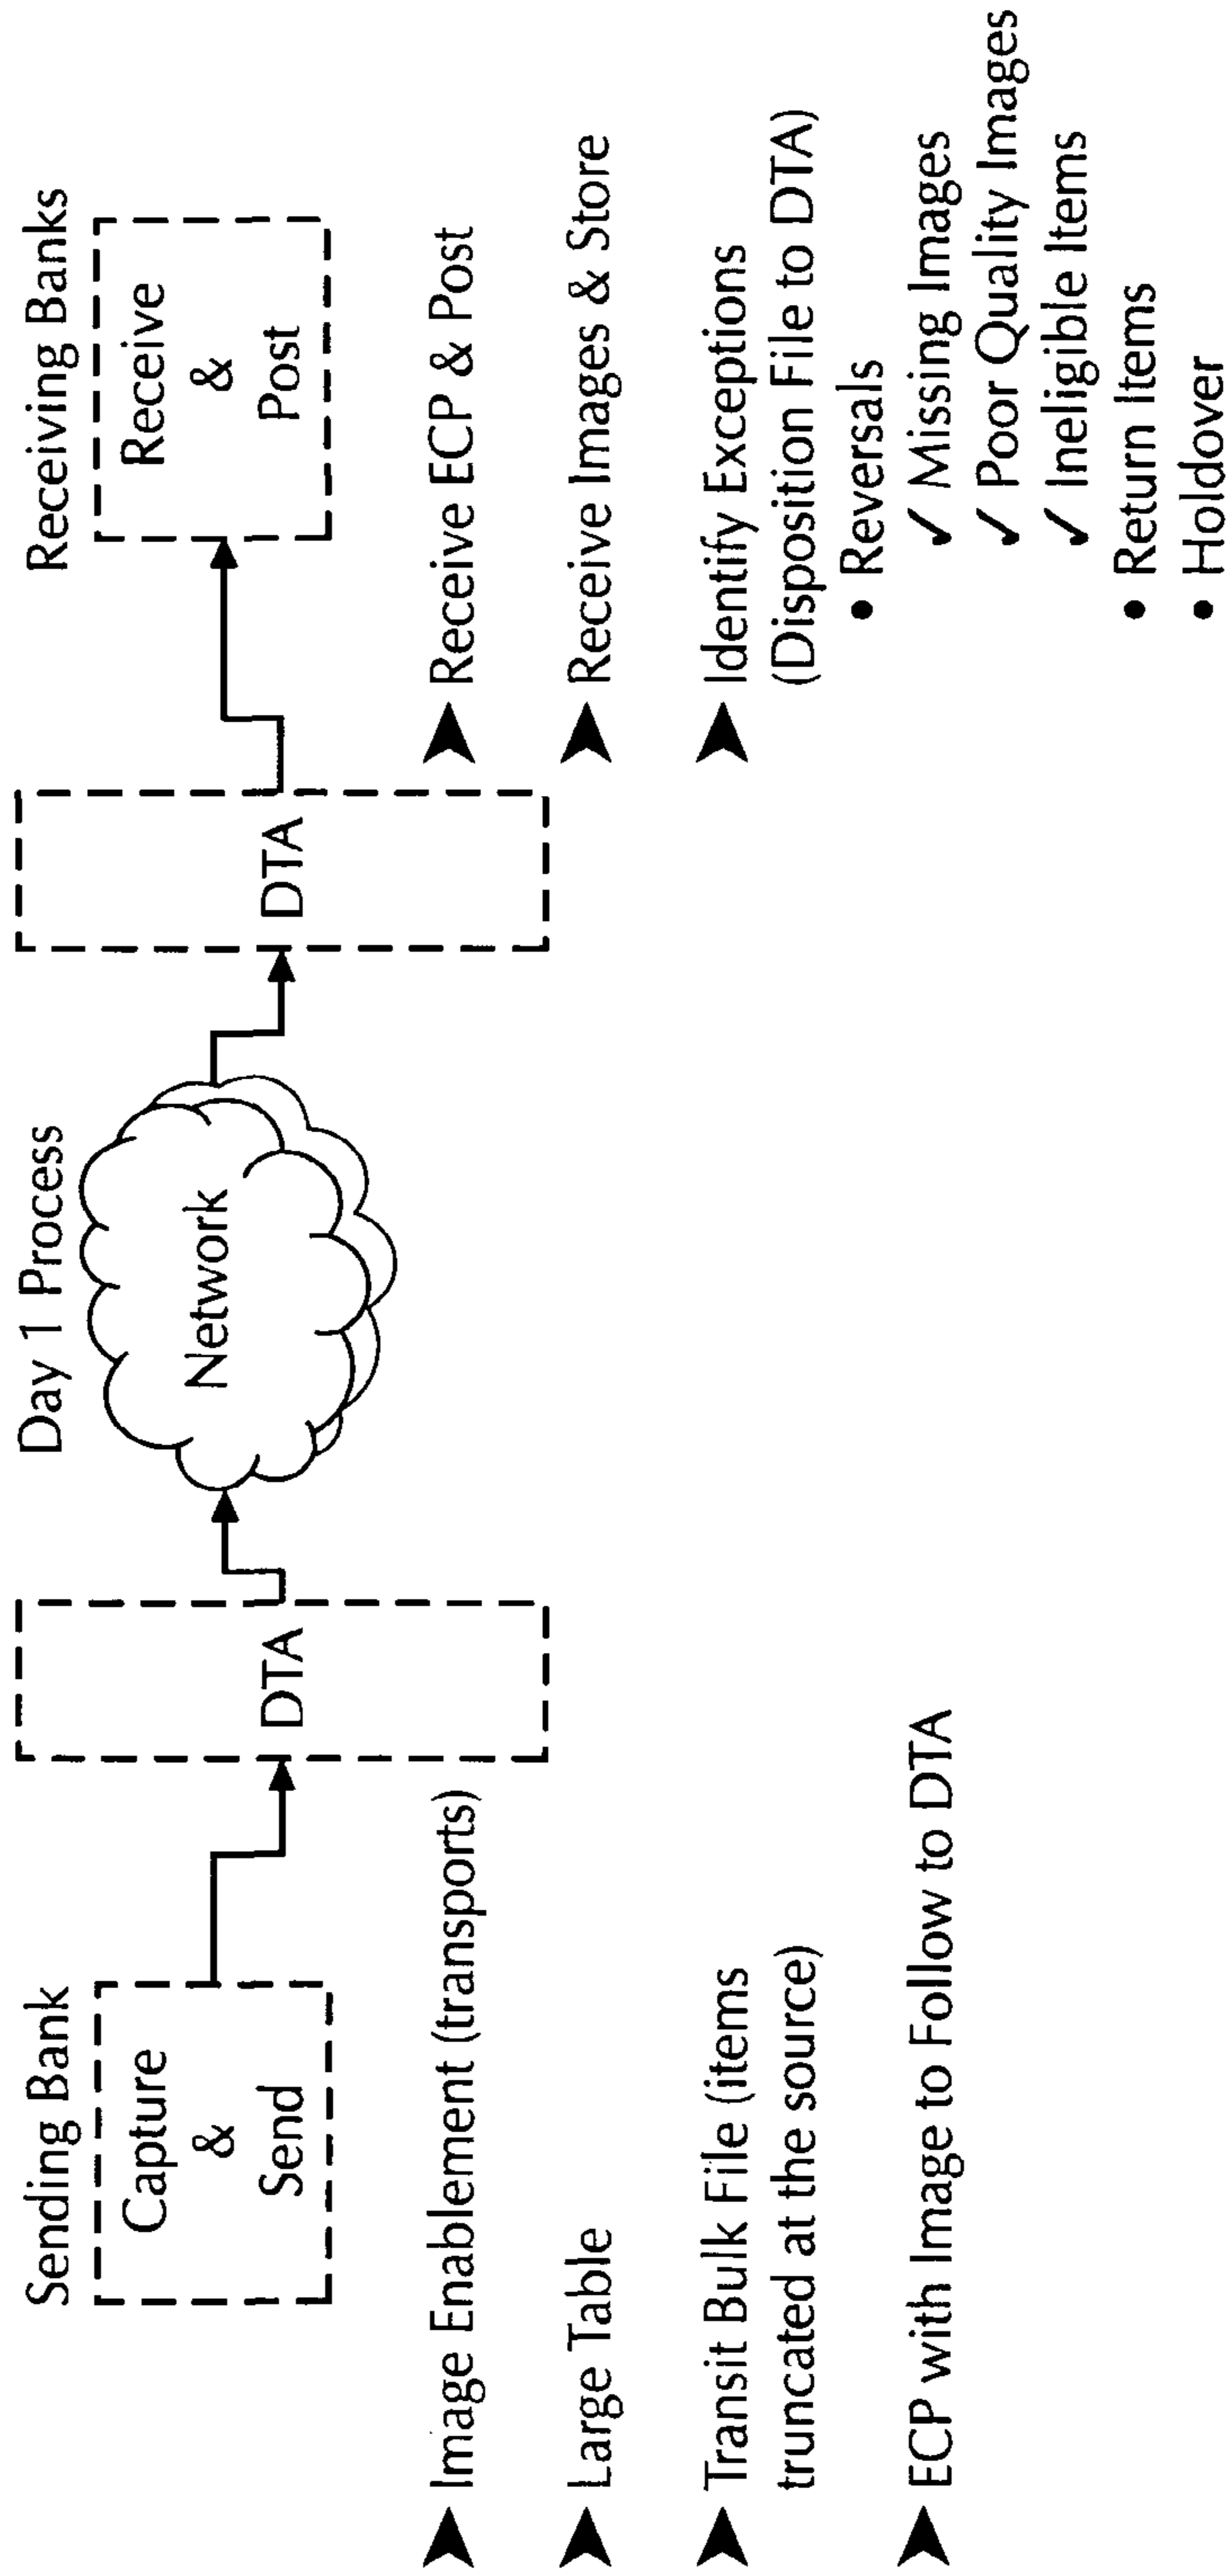 Day 1 Process
Sending Bank
Capture
&
Send
DTA
Network
DTA
Receiving Banks
Receive
&
Post
➤ Image Enablement (transports)
➤ Large Table
➤ Transit Bulk File (items
truncated at the source)
➤ ECP with Image to Follow to DTA
➤ Receive ECP & Post
➤ Receive Images & Store
➤ Identify Exceptions
(Disposition File to DTA)
• Reversals
✓ Missing Images
✓ Poor Quality Images
✓ Ineligible Items
• Return Items
• Holdover